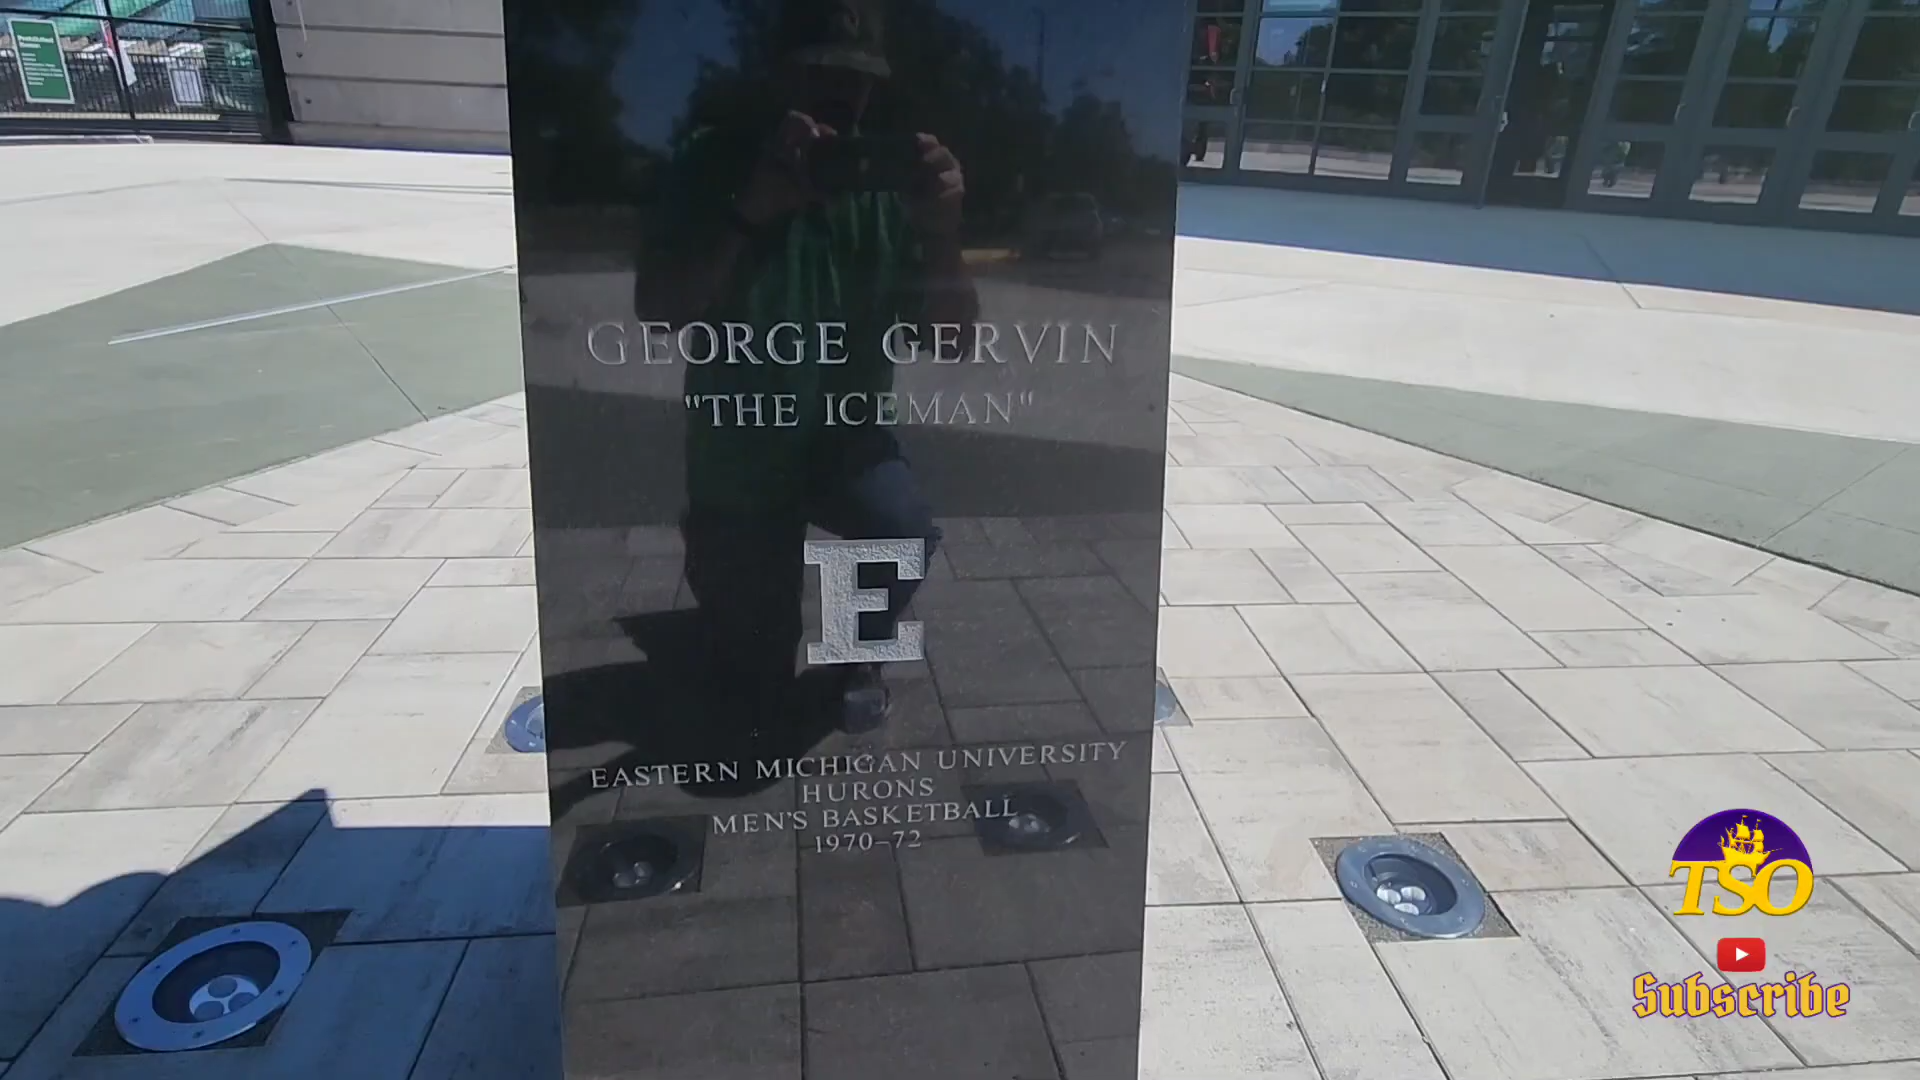 GEORGE GERVIN
"THE ICEMAN"
E
EASTERN MICHIGAN UNIVERSITY
HURONS
MEN'S BASKETBALL
1970-72
TSO
Subscribe